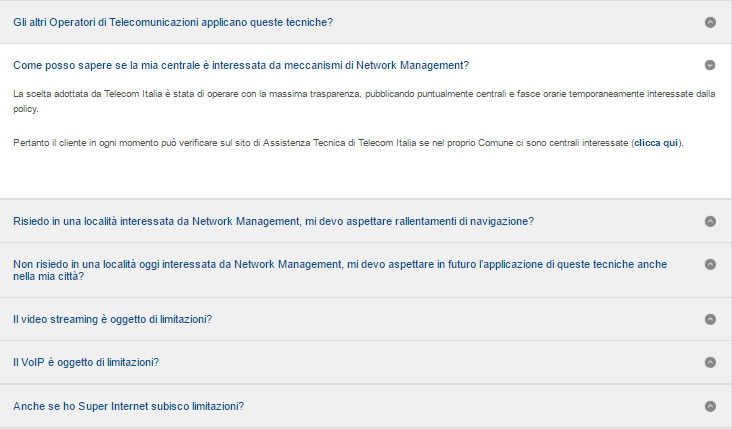 Gli altri Operatori di Telecomunicazioni applicano queste tecniche?
Come posso sapere se la mia centrale è interessata da meccanismi di Network Management?
La scelta adottata da Telecom Italia è stata di operare con la massima trasparenza, pubblicando puntualmente centrali e fasce orarie temporaneamente interessate dalla
policy.
Pertanto il cliente in ogni momento può verificare sul sito di Assistenza Tecnica di Telecom Italia se nel proprio Comune ci sono centrali interessate (clicca qui).
Risiedo in una località interessata da Network Management, mi devo aspettare rallentamenti di navigazione?
Non risiedo in una località oggi interessata da Network Management, mi devo aspettare in futuro l'applicazione di queste tecniche anche
nella mia città?
Il video streaming è oggetto di limitazioni?
Il VoIP è oggetto di limitazioni?
Anche se ho Super Internet subisco limitazioni?